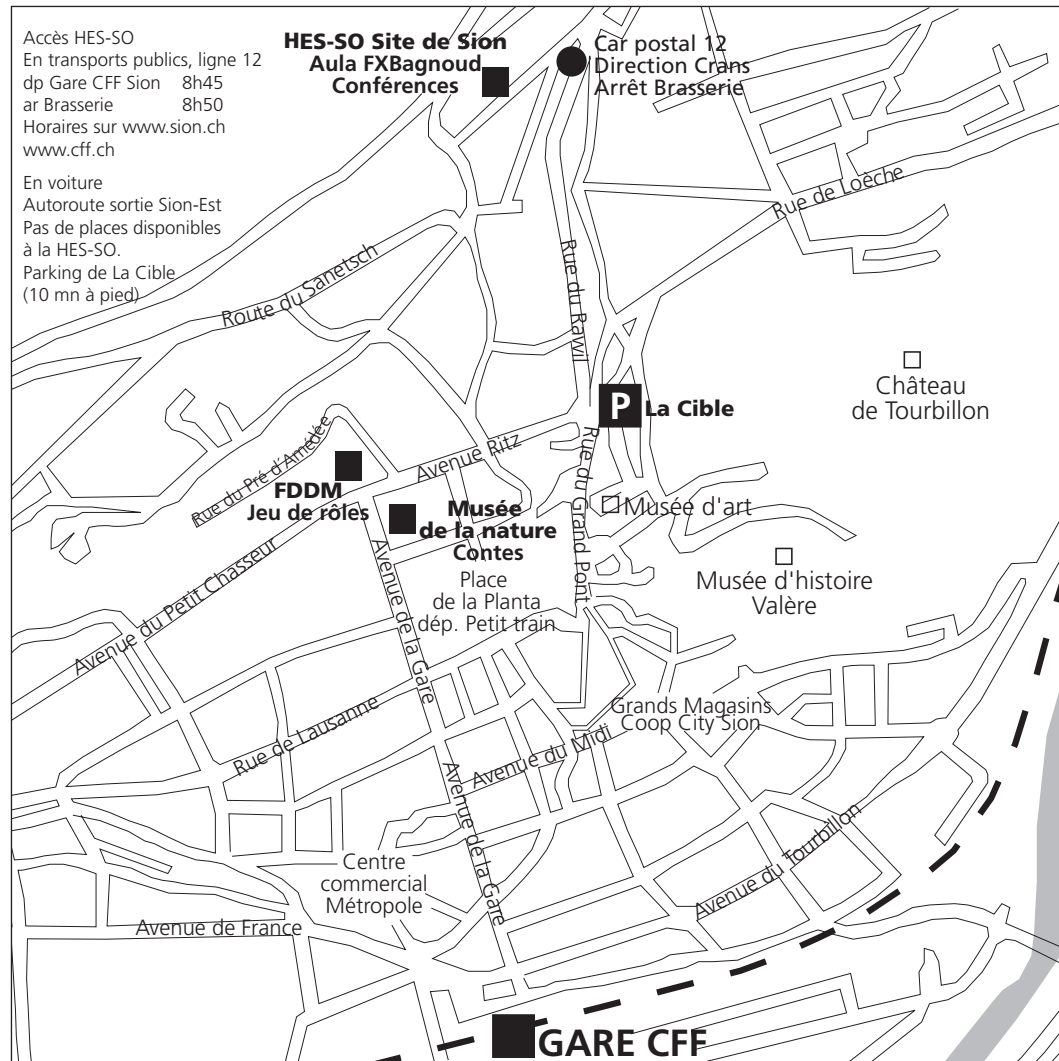 Accès HES-SO
En transports publics, ligne 12
dp Gare CFF Sion 8h45
ar Brasserie 8h50
Horaires sur www.sion.ch
www.cff.ch
En voiture
Autoroute sortie Sion-Est
Pas de places disponibles
à la HES-SO.
Parking de La Cible
(10 mn à pied)
HES-SO Site de Sion
Aula FXBagnoud
Conférences
Car postal 12
Direction Crans
Arrêt Brasserie
Rue de Loèche
Route du Sanetsch
Rue du Rawil
Château
de Tourbillon
P La Cible
Rue du Pré d'Amédée
Avenue Ritz
Rue du Grand Pont
FDDM
Jeu de rôles
Musée
de la nature
Contes
Musée d'art
Avenue du Petit Chasseur
Avenue de la Gare
Place
de la Planta
dép. Petit train
Musée d'histoire
Valère
Rue de Lausanne
Avenue du Midi
Grands Magasins
Coop City Sion
Avenue de la Gare
Avenue du Tourbillon
Centre
commercial
Métropole
Avenue de France
GARE CFF